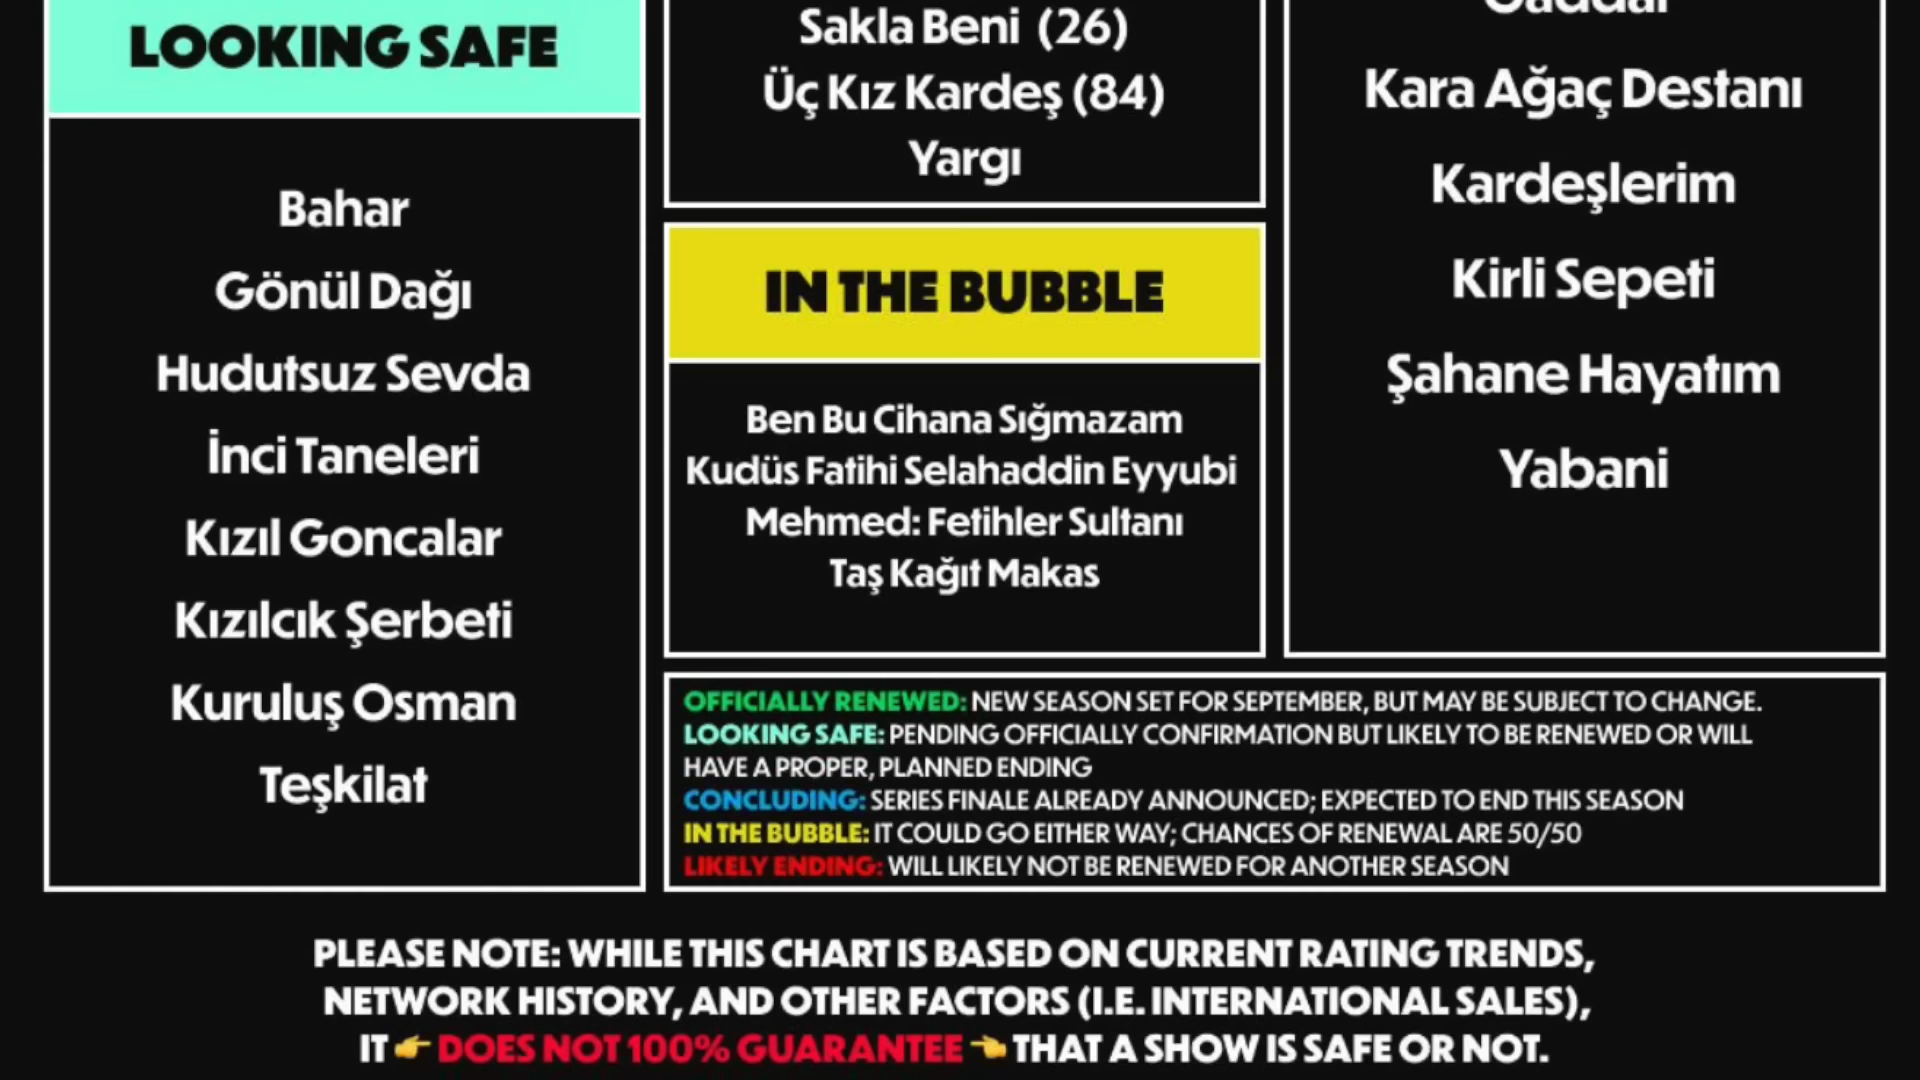 LOOKING SAFE
Bahar
Gönül Dağı
Hudutsuz Sevda
İnci Taneleri
Kızıl Goncalar
Kızılcık Şerbeti
Kuruluş Osman
Teşkilat
Sakla Beni (26)
Üç Kız Kardeş (84)
Yargı
IN THE BUBBLE
Ben Bu Cihana Sığmazam
Kudüs Fatihi Selahaddin Eyyubi
Mehmed: Fetihler Sultanı
Taş Kağıt Makas
Kara Ağaç Destanı
Kardeşlerim
Kirli Sepeti
Şahane Hayatım
Yabani
OFFICIALLY RENEWED: NEW SEASON SET FOR SEPTEMBER, BUT MAY BE SUBJECT TO CHANGE.
LOOKING SAFE: PENDING OFFICIALLY CONFIRMATION BUT LIKELY TO BE RENEWED OR WILL
HAVE A PROPER, PLANNED ENDING
CONCLUDING: SERIES FINALE ALREADY ANNOUNCED; EXPECTED TO END THIS SEASON
IN THE BUBBLE: IT COULD GO EITHER WAY; CHANCES OF RENEWAL ARE 50/50
LIKELY ENDING: WILL LIKELY NOT BE RENEWED FOR ANOTHER SEASON
PLEASE NOTE: WHILE THIS CHART IS BASED ON CURRENT RATING TRENDS,
NETWORK HISTORY, AND OTHER FACTORS (I.E. INTERNATIONAL SALES),
IT 👉 DOES NOT 100% GUARANTEE 👈 THAT A SHOW IS SAFE OR NOT.